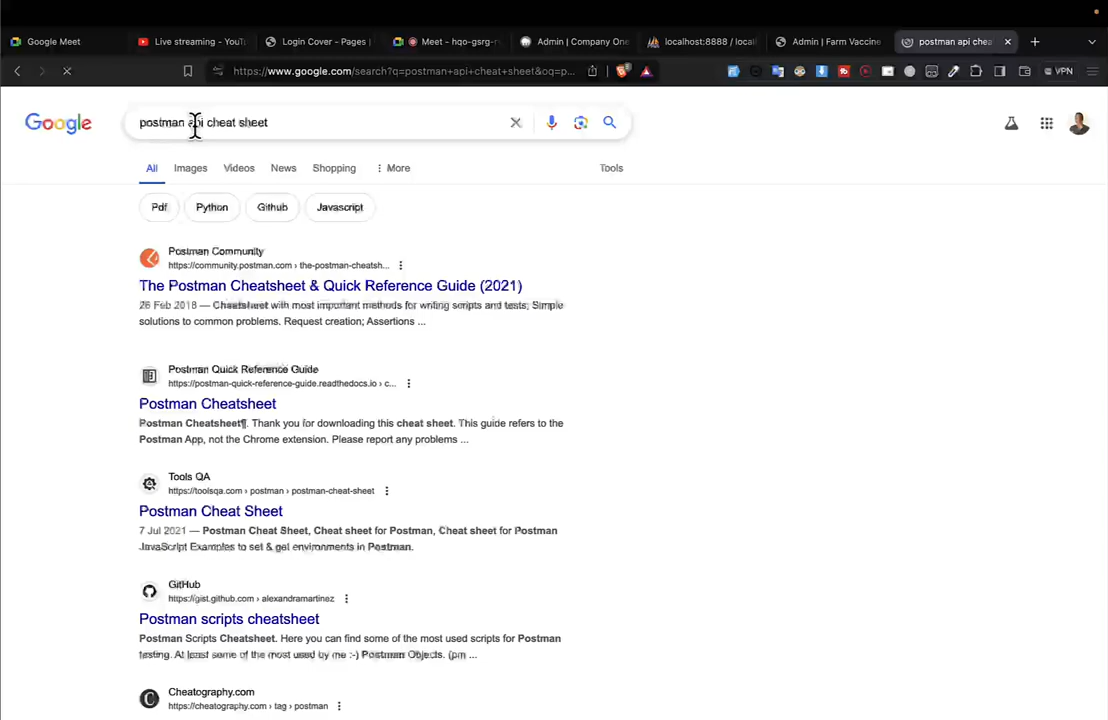 Google Meet
Live streaming - YouTu
Login Cover - Pages
Meet - hqo-gsrg-r
Admin | Company One
localhost:8888 / local
Admin | Farm Vaccine
postman api chea
https://www.google.com/search?q=postman+api+cheat+sheet&oq=p...
VPN
Google
postman api cheat sheet
All
Images
Videos
News
Shopping
More
Tools
Pdf
Python
Github
Javascript
Postman Community
https://community.postman.com › the-postman-cheatsh...
The Postman Cheatsheet & Quick Reference Guide (2021)
26 Feb 2018 — Cheatsheet with most important methods for writing scripts and tests; Simple
solutions to common problems. Request creation; Assertions ...
Postman Quick Reference Guide
https://postman-quick-reference-guide.readthedocs.io › c...
Postman Cheatsheet
Postman Cheatsheet¶. Thank you for downloading this cheat sheet. This guide refers to the
Postman App, not the Chrome extension. Please report any problems ...
Tools QA
https://toolsqa.com › postman › postman-cheat-sheet
Postman Cheat Sheet
7 Jul 2021 — Postman Cheat Sheet, Cheat sheet for Postman, Cheat sheet for Postman
JavaScript Examples to set & get environments in Postman.
GitHub
https://gist.github.com › alexandramartinez
Postman scripts cheatsheet
Postman Scripts Cheatsheet. Here you can find some of the most used scripts for Postman
testing. At least some of the most used by me :-) Postman Objects. (pm ...
Cheatography.com
https://cheatography.com › tag › postman